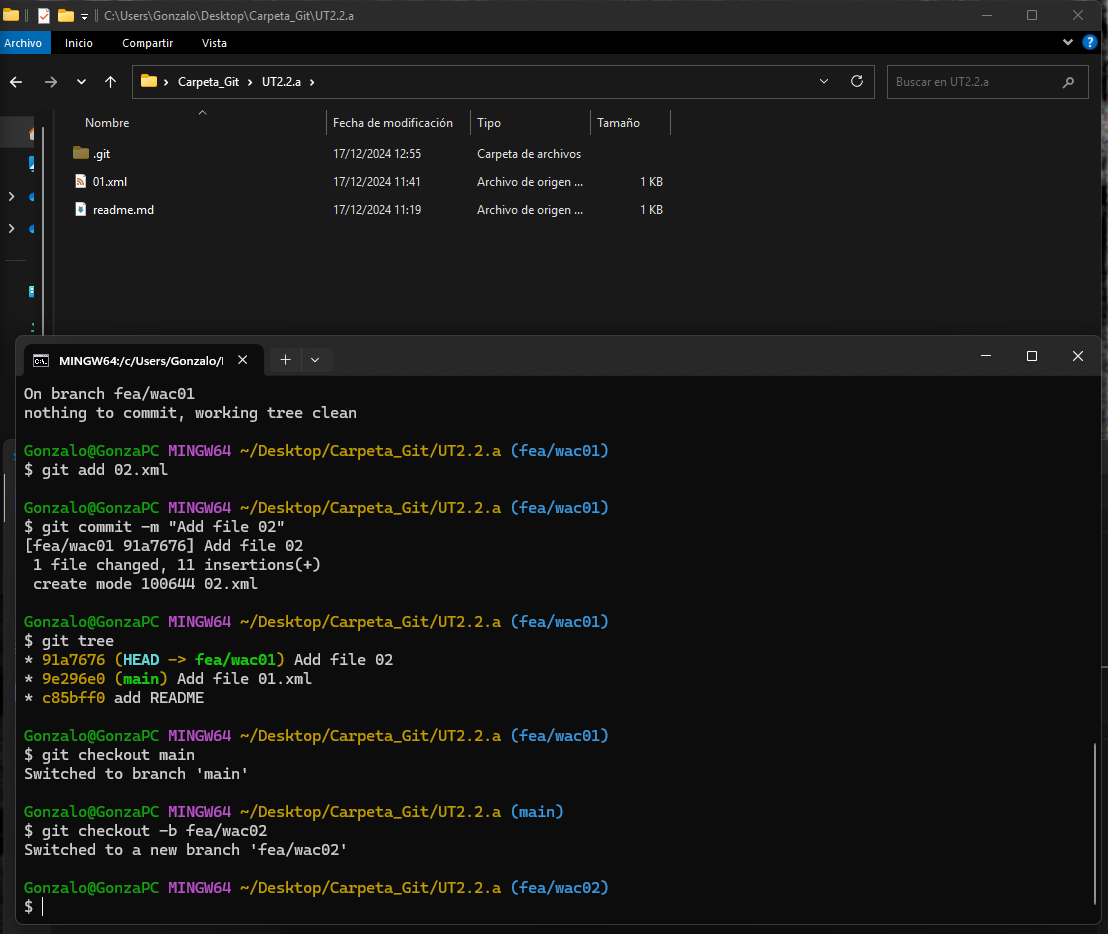 C:\Users\Gonzalo\Desktop\Carpeta_Git\UT2.2.a
Archivo Inicio Compartir Vista
Carpeta_Git UT2.2.a Buscar en UT2.2.a
Nombre Fecha de modificación Tipo Tamaño
.git 17/12/2024 12:55 Carpeta de archivos
01.xml 17/12/2024 11:41 Archivo de origen ... 1 KB
readme.md 17/12/2024 11:19 Archivo de origen ... 1 KB
MINGW64:/c/Users/Gonzalo/
On branch fea/wac01
nothing to commit, working tree clean
Gonzalo@GonzaPC MINGW64 ~/Desktop/Carpeta_Git/UT2.2.a (fea/wac01)
$ git add 02.xml
Gonzalo@GonzaPC MINGW64 ~/Desktop/Carpeta_Git/UT2.2.a (fea/wac01)
$ git commit -m "Add file 02"
[fea/wac01 91a7676] Add file 02
1 file changed, 11 insertions(+)
create mode 100644 02.xml
Gonzalo@GonzaPC MINGW64 ~/Desktop/Carpeta_Git/UT2.2.a (fea/wac01)
$ git tree
* 91a7676 (HEAD -> fea/wac01) Add file 02
* 9e296e0 (main) Add file 01.xml
* c85bff0 add README
Gonzalo@GonzaPC MINGW64 ~/Desktop/Carpeta_Git/UT2.2.a (fea/wac01)
$ git checkout main
Switched to branch 'main'
Gonzalo@GonzaPC MINGW64 ~/Desktop/Carpeta_Git/UT2.2.a (main)
$ git checkout -b fea/wac02
Switched to a new branch 'fea/wac02'
Gonzalo@GonzaPC MINGW64 ~/Desktop/Carpeta_Git/UT2.2.a (fea/wac02)
$